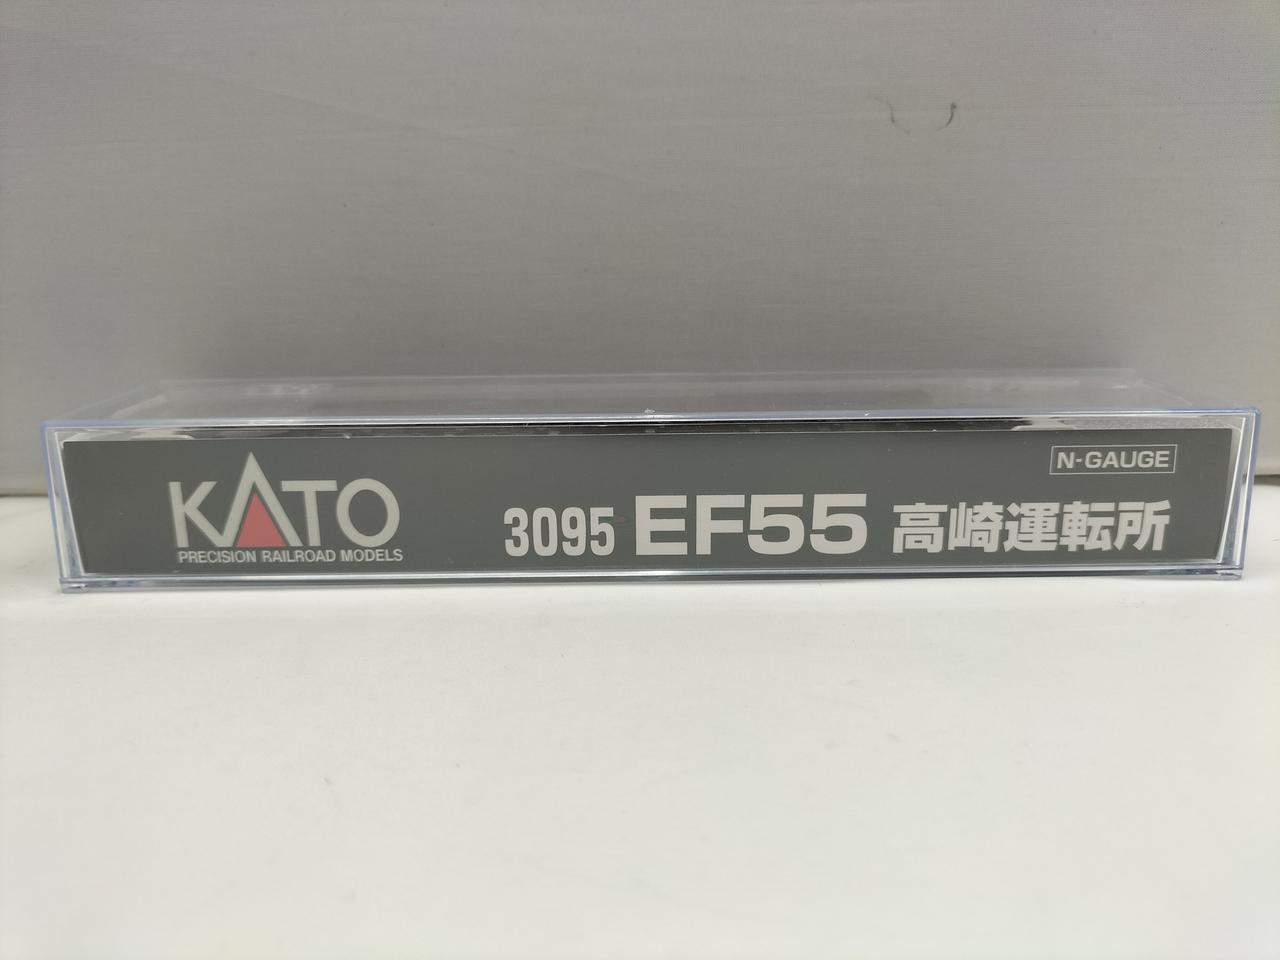 KATO
PRECISION RAILROAD MODELS
3095 EF55 高崎運転所
N-GAUGE